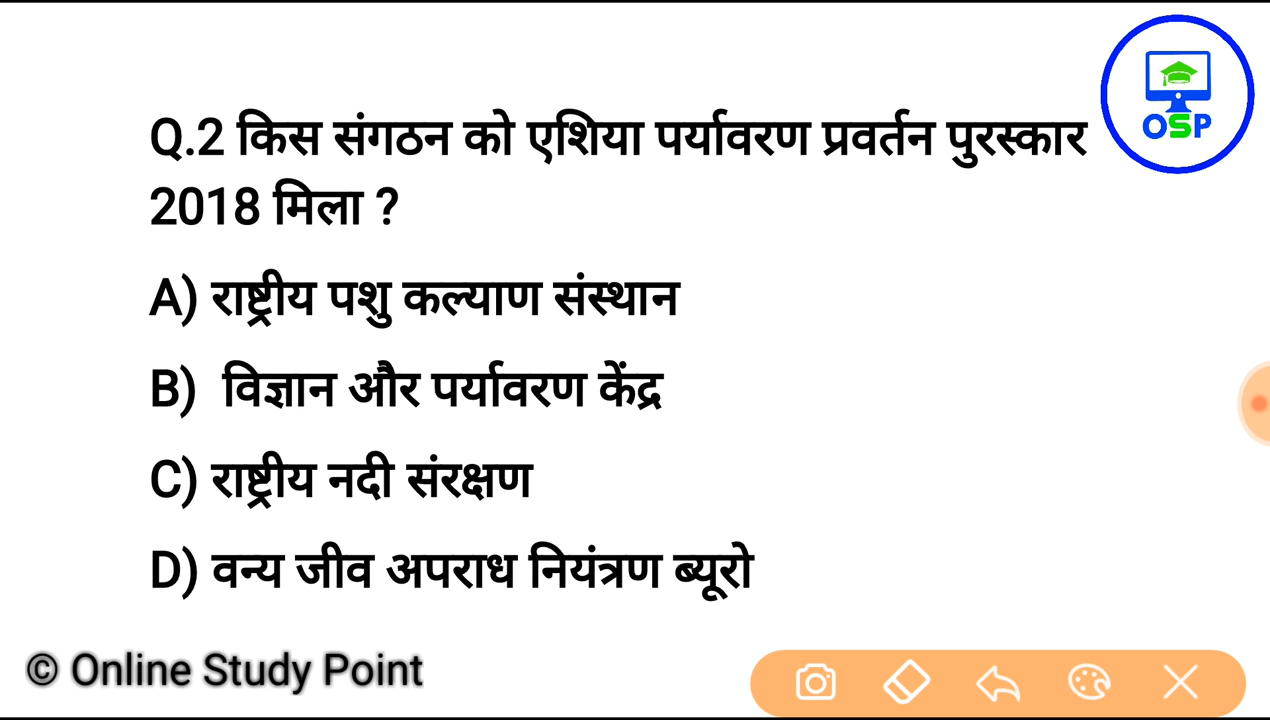 OSP
Q.2 किस संगठन को एशिया पर्यावरण प्रवर्तन पुरस्कार
2018 मिला ?
A) राष्ट्रीय पशु कल्याण संस्थान
B) विज्ञान और पर्यावरण केंद्र
C) राष्ट्रीय नदी संरक्षण
D) वन्य जीव अपराध नियंत्रण ब्यूरो
© Online Study Point